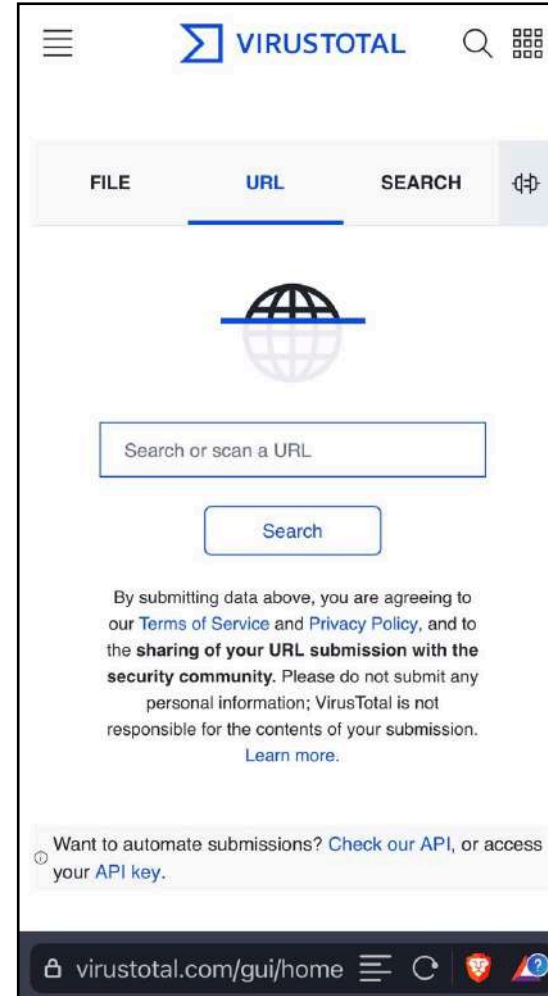 VIRUSTOTAL
FILE URL SEARCH
Search or scan a URL
Search
By submitting data above, you are agreeing to
our Terms of Service and Privacy Policy, and to
the sharing of your URL submission with the
security community. Please do not submit any
personal information; VirusTotal is not
responsible for the contents of your submission.
Learn more.
Want to automate submissions? Check our API, or access
your API key.
virustotal.com/gui/home